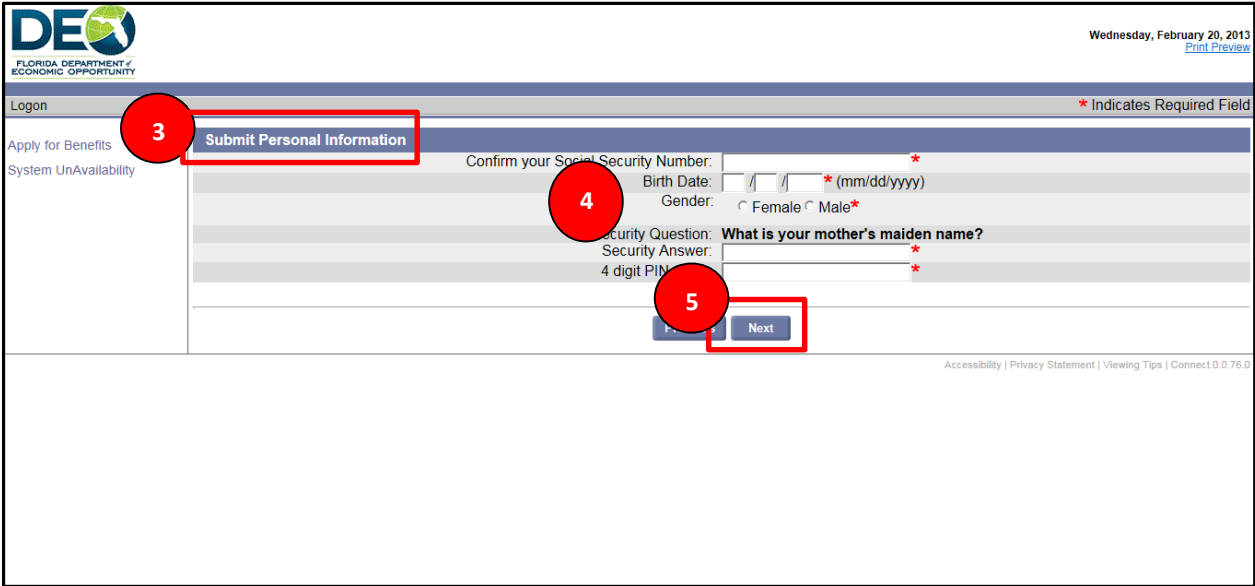 DEO
FLORIDA DEPARTMENT of
ECONOMIC OPPORTUNITY
Wednesday, February 20, 2013
Print Preview
Logon
* Indicates Required Field
Apply for Benefits
System UnAvailability
3
Submit Personal Information
Confirm your Social Security Number: *
Birth Date: / / * (mm/dd/yyyy)
4
Gender: Female Male*
Question: What is your mother's maiden name?
Security Answer: *
4 digit PIN *
5
Next
Accessibility | Privacy Statement | Viewing Tips | Connect.0.0.76.0